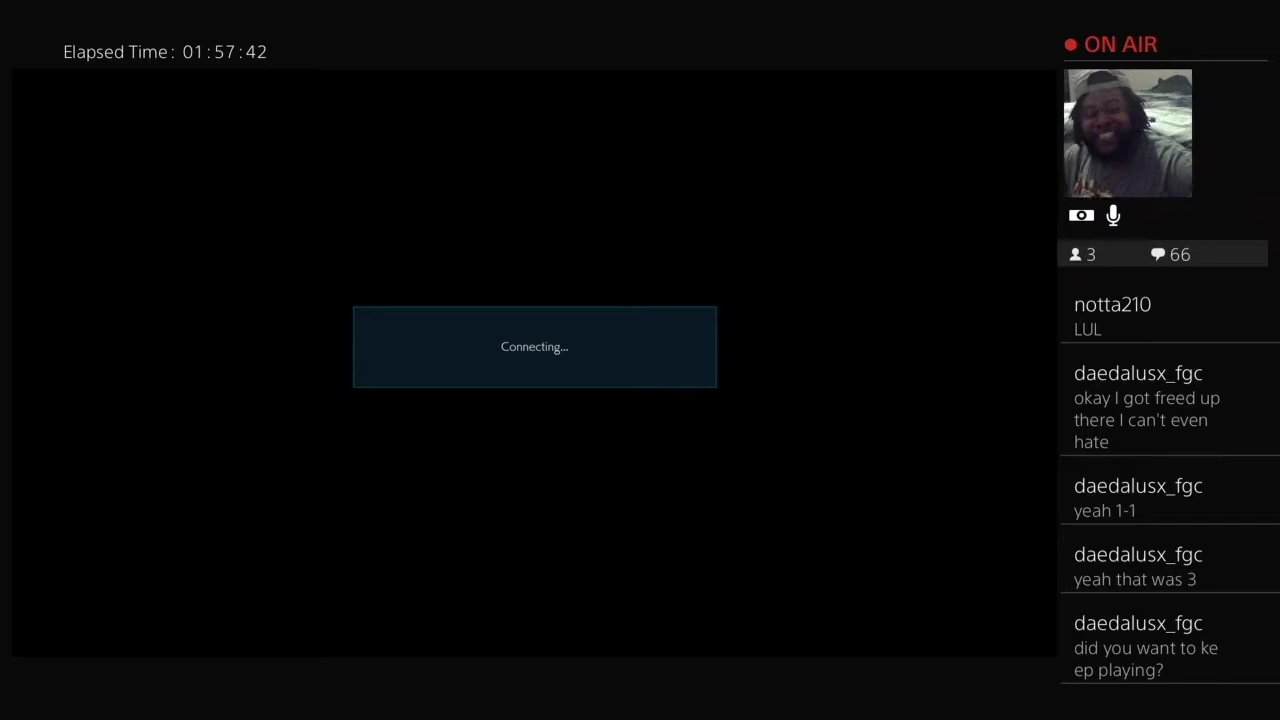 Elapsed Time: 01:57:42
ON AIR
3 66
Connecting...
notta210
LUL
daedalusx_fgc
okay I got freed up
there I can't even
hate
daedalusx_fgc
yeah 1-1
daedalusx_fgc
yeah that was 3
daedalusx_fgc
did you want to ke
ep playing?